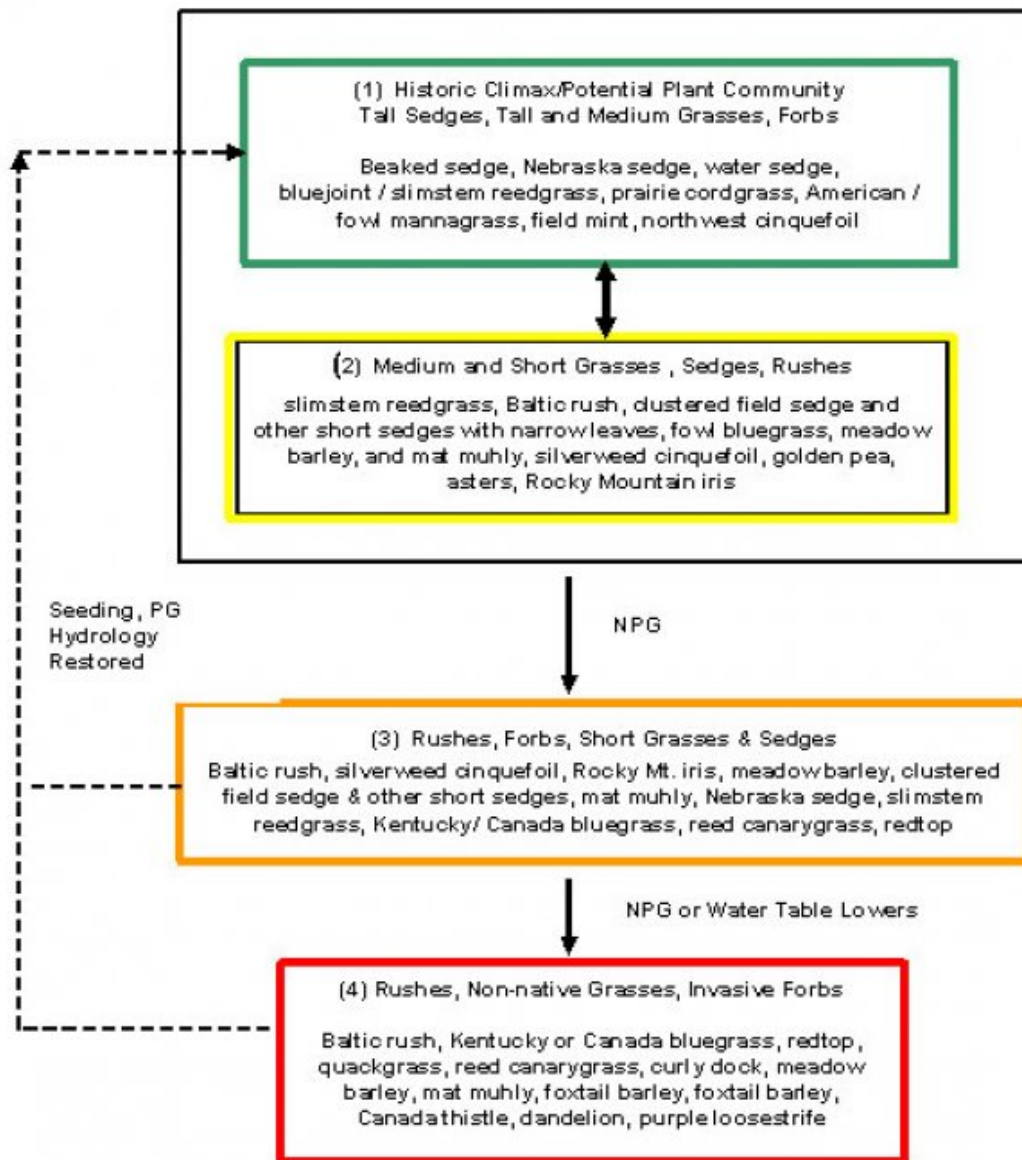 (1) Historic Climax/Potential Plant Community
Tall Sedges, Tall and Medium Grasses, Forbs
Beaked sedge, Nebraska sedge, water sedge,
bluejoint / slimstem reedgrass, prairie cordgrass, American /
fowl mannagrass, field mint, northwest cinquefoil
(2) Medium and Short Grasses , Sedges, Rushes
slimstem reedgrass, Baltic rush, clustered field sedge and
other short sedges with narrow leaves, fowl bluegrass, meadow
barley, and mat muhly, silverweed cinquefoil, golden pea,
asters, Rocky Mountain iris
Seeding, PG
Hydrology
Restored
NPG
(3) Rushes, Forbs, Short Grasses & Sedges
Baltic rush, silverweed cinquefoil, Rocky Mt. iris, meadow barley, clustered
field sedge & other short sedges, mat muhly, Nebraska sedge, slimstem
reedgrass, Kentucky/ Canada bluegrass, reed canarygrass, redtop
NPG or Water Table Lowers
(4) Rushes, Non-native Grasses, Invasive Forbs
Baltic rush, Kentucky or Canada bluegrass, redtop,
quackgrass, reed canarygrass, curly dock, meadow
barley, mat muhly, foxtail barley, foxtail barley,
Canada thistle, dandelion, purple loosestrife